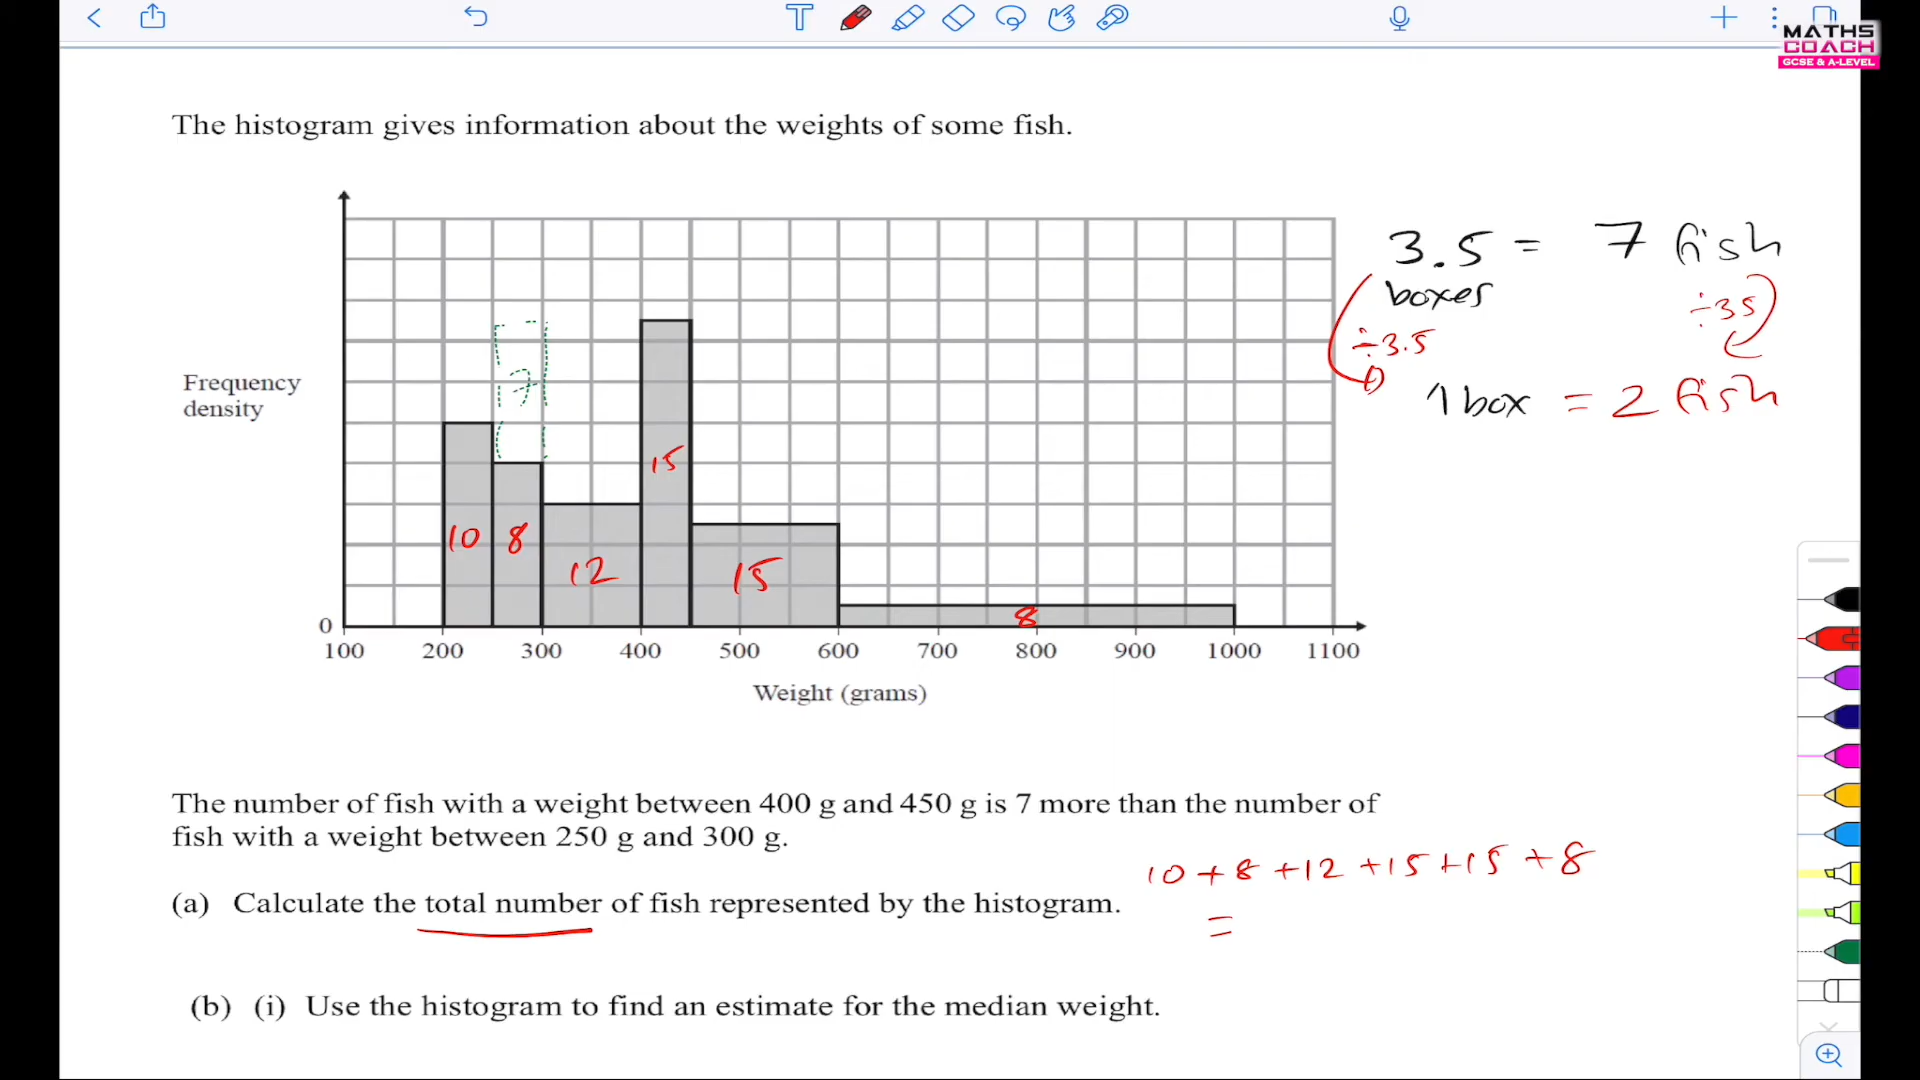 MATHS
COACH
GCSE & A-LEVEL
The histogram gives information about the weights of some fish.
3.5 = 7 fish
boxes
÷3.5
÷35
1 box = 2 fish
Frequency
density
7
10
8
12
15
15
8
0
100 200 300 400 500 600 700 800 900 1000 1100
Weight (grams)
The number of fish with a weight between 400 g and 450 g is 7 more than the number of
fish with a weight between 250 g and 300 g.
10 + 8 + 12 + 15 + 15 + 8
(a) Calculate the total number of fish represented by the histogram.
=
(b) (i) Use the histogram to find an estimate for the median weight.